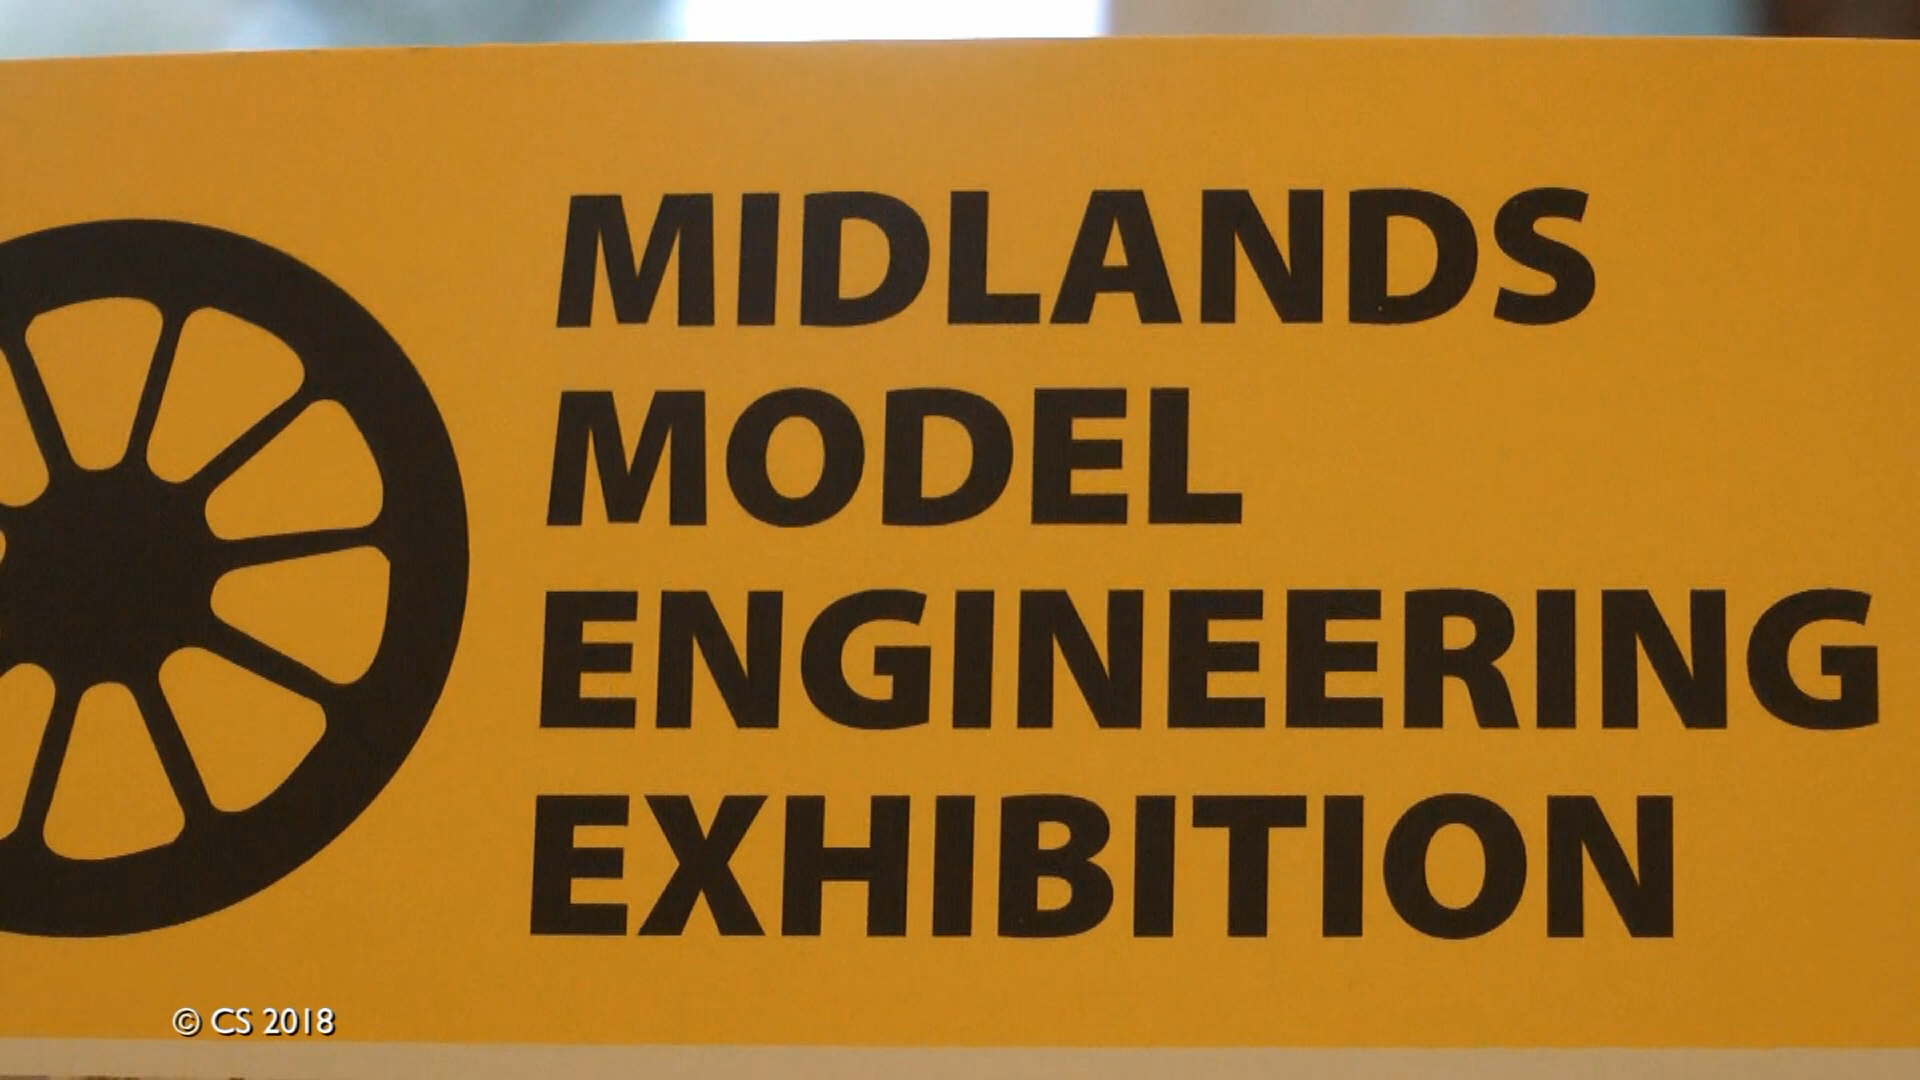 MIDLANDS
MODEL
ENGINEERING
EXHIBITION
© CS 2018